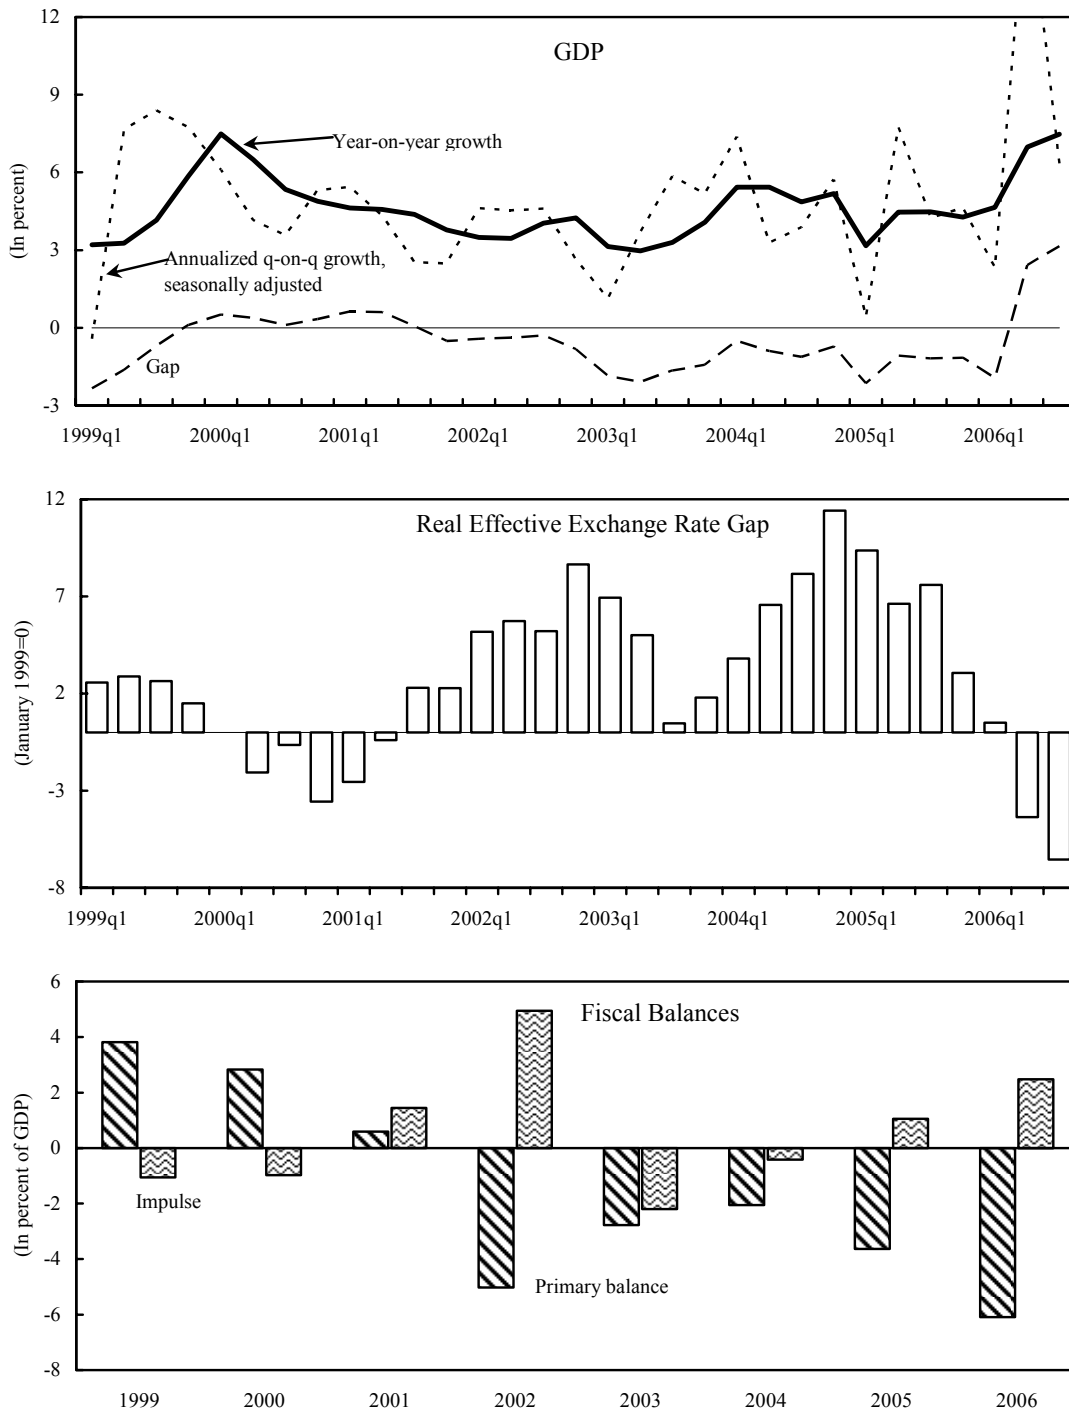 12
GDP
9
Year-on-year growth
6
(In percent)
3
Annualized q-on-q growth,
seasonally adjusted
0
Gap
-3
1999q1 2000q1 2001q1 2002q1 2003q1 2004q1 2005q1 2006q1
12
Real Effective Exchange Rate Gap
7
(January 1999=0)
2
-3
-8
1999q1 2000q1 2001q1 2002q1 2003q1 2004q1 2005q1 2006q1
6
Fiscal Balances
4
2
(In percent of GDP)
0
Impulse
-2
-4
Primary balance
-6
-8
1999 2000 2001 2002 2003 2004 2005 2006